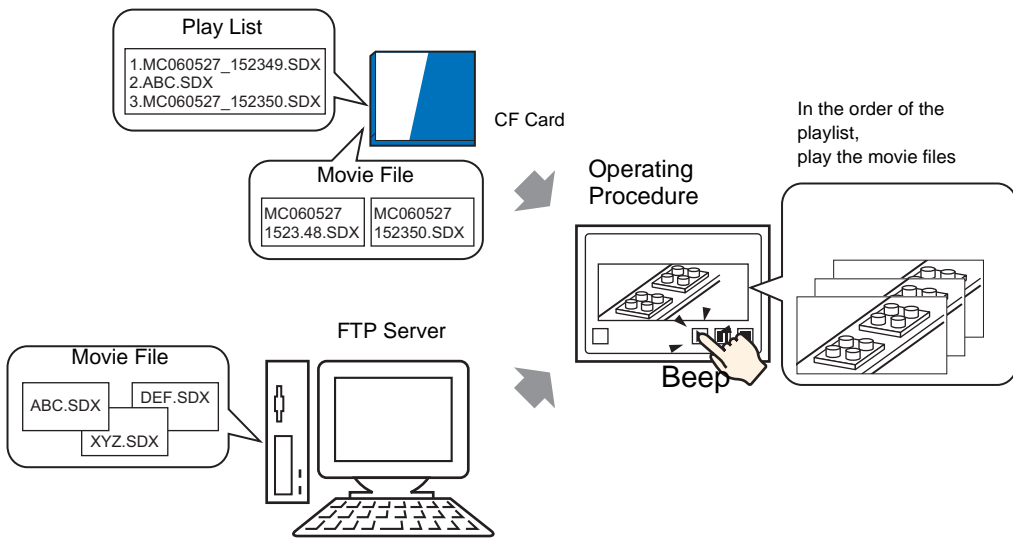 Play List
1.MC060527_152349.SDX
2.ABC.SDX
3.MC060527_152350.SDX
CF Card
Movie File
MC060527
1523.48.SDX
MC060527
152350.SDX
In the order of the
playlist,
play the movie files
Operating
Procedure
Beep
FTP Server
Movie File
ABC.SDX
DEF.SDX
XYZ.SDX